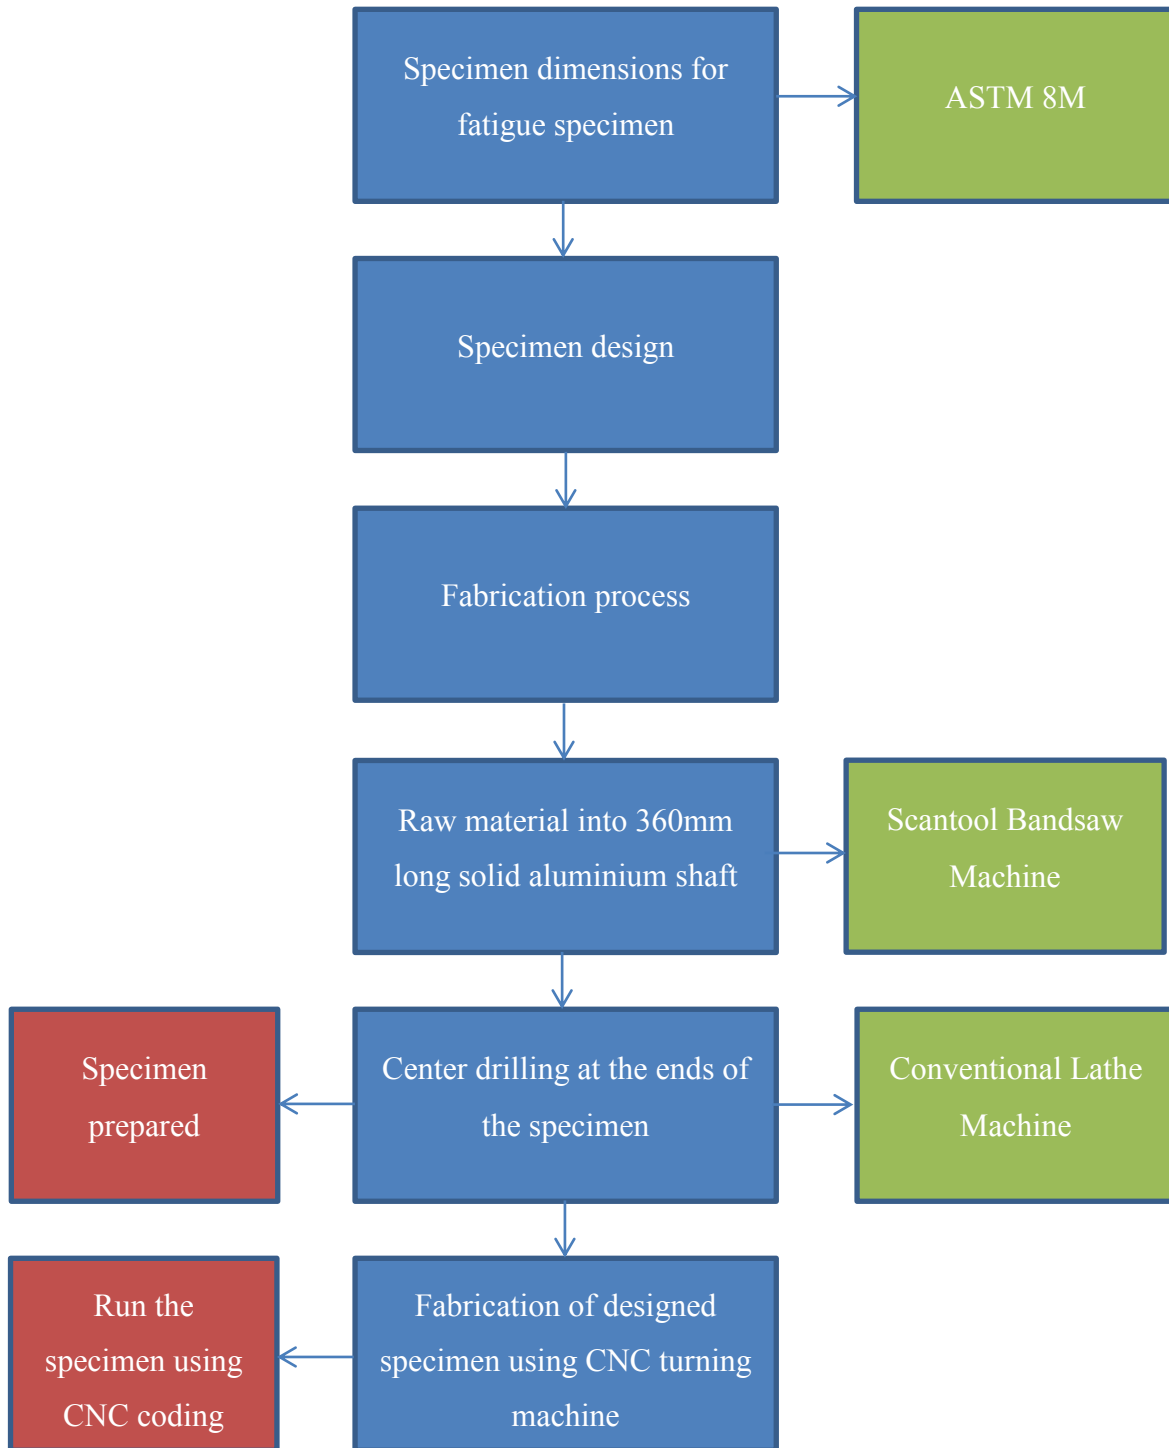 Specimen dimensions for
fatigue specimen
ASTM 8M
Specimen design
Fabrication process
Raw material into 360mm
long solid aluminium shaft
Scantool Bandsaw
Machine
Specimen
prepared
Center drilling at the ends of
the specimen
Conventional Lathe
Machine
Run the
specimen using
CNC coding
Fabrication of designed
specimen using CNC turning
machine